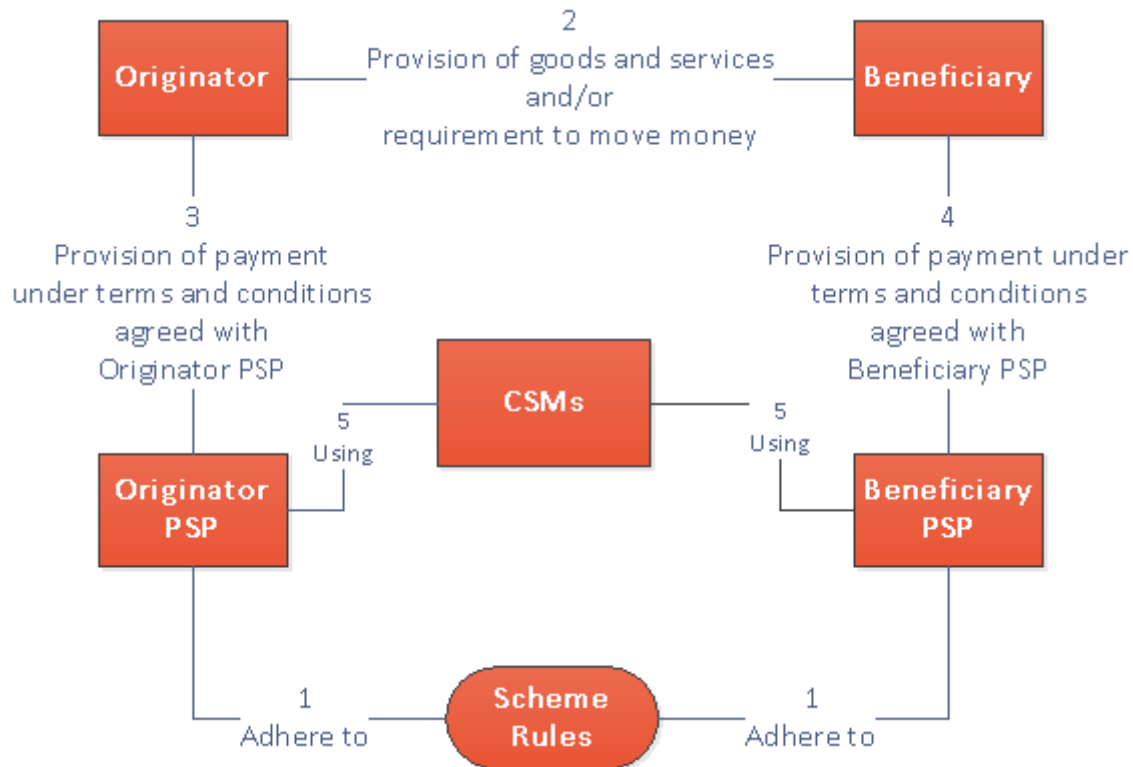 2
Originator
Provision of goods and services
and/or
requirement to move money
Beneficiary
3
Provision of payment
under terms and conditions
agreed with
Originator PSP
4
Provision of payment under
terms and conditions
agreed with
Beneficiary PSP
CSMs
5
Using
5
Using
Originator
PSP
Beneficiary
PSP
1
Adhere to
Scheme
Rules
1
Adhere to